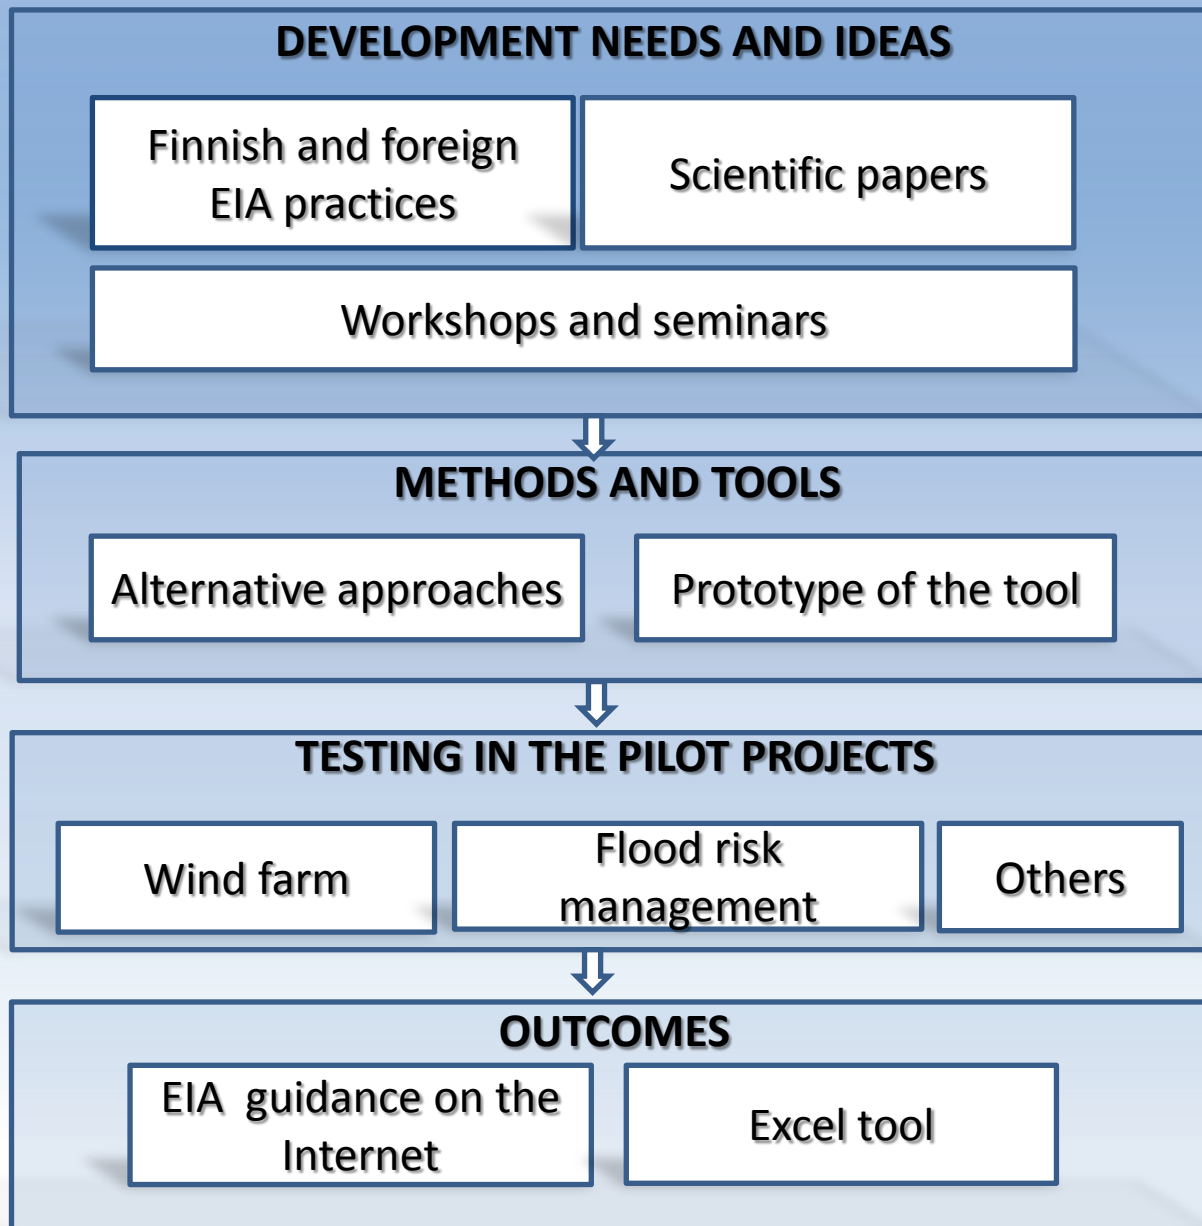 DEVELOPMENT NEEDS AND IDEAS
Finnish and foreign
EIA practices
Scientific papers
Workshops and seminars
METHODS AND TOOLS
Alternative approaches
Prototype of the tool
TESTING IN THE PILOT PROJECTS
Wind farm
Flood risk
management
Others
OUTCOMES
EIA guidance on the
Internet
Excel tool